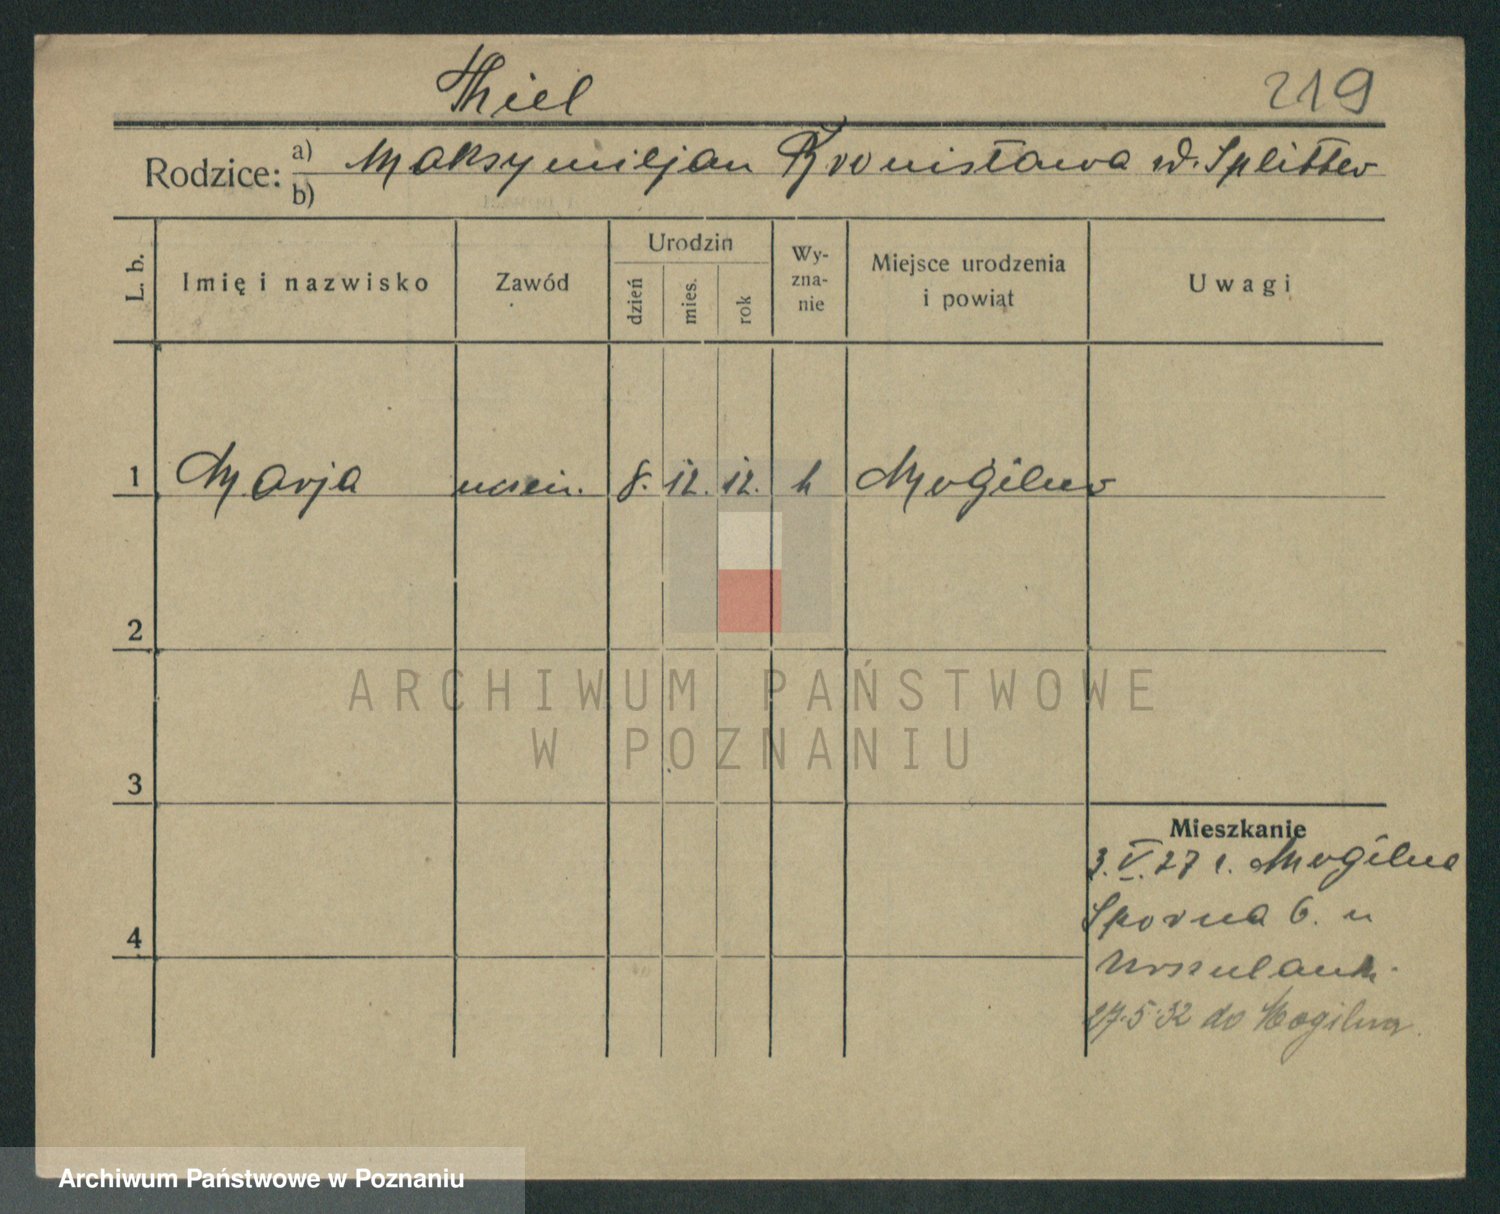 Thiel
219
Rodzice: a) b) Maksymiljan Bronisława d. Splitter
L. b.
Imię i nazwisko
Zawód
Urodzin
dzień
mies.
rok
Wy-
zna-
nie
Miejsce urodzenia
i powiat
Uwagi
1 Marja uczen. 8. 12. 12. k Mogilno
2
3
4
Mieszkanie
3. V. 27 z Mogilna
Sporna 6. u
Urszulanek
27.5.32 do Mogilna
ARCHIWUM PAŃSTWOWE
W POZNANIU
Archiwum Państwowe w Poznaniu